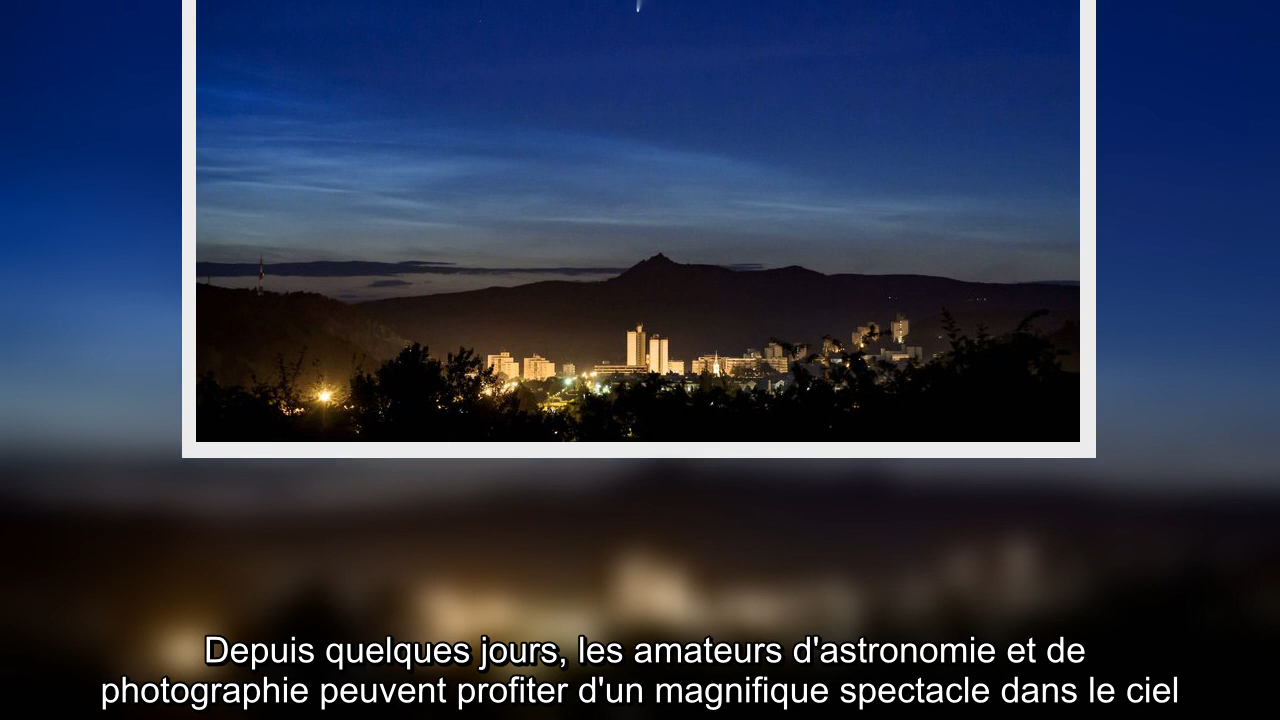 Depuis quelques jours, les amateurs d'astronomie et de
photographie peuvent profiter d'un magnifique spectacle dans le ciel